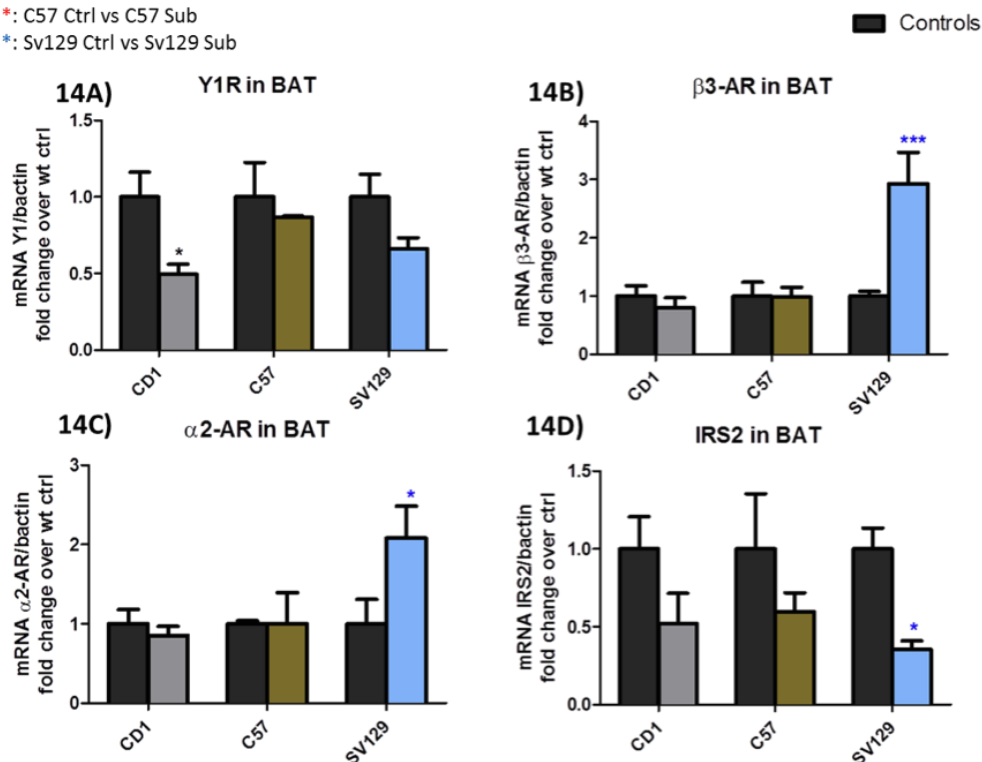 *: C57 Ctrl vs C57 Sub
*: Sv129 Ctrl vs Sv129 Sub
Controls
14A)
Y1R in BAT
mRNA Y1/bactin
fold change over wt ctrl
1.5
1.0
0.5
0.0
*
CD1
C57
SV129
14B)
β3-AR in BAT
mRNA β3-AR/bactin
fold change over wt ctrl
4
3
2
1
0
***
CD1
C57
SV129
14C)
α2-AR in BAT
mRNA α2-AR/bactin
fold change over wt ctrl
3
2
1
0
*
CD1
C57
SV129
14D)
IRS2 in BAT
mRNA IRS2/bactin
fold change over wt ctrl
1.5
1.0
0.5
0.0
*
CD1
C57
SV129